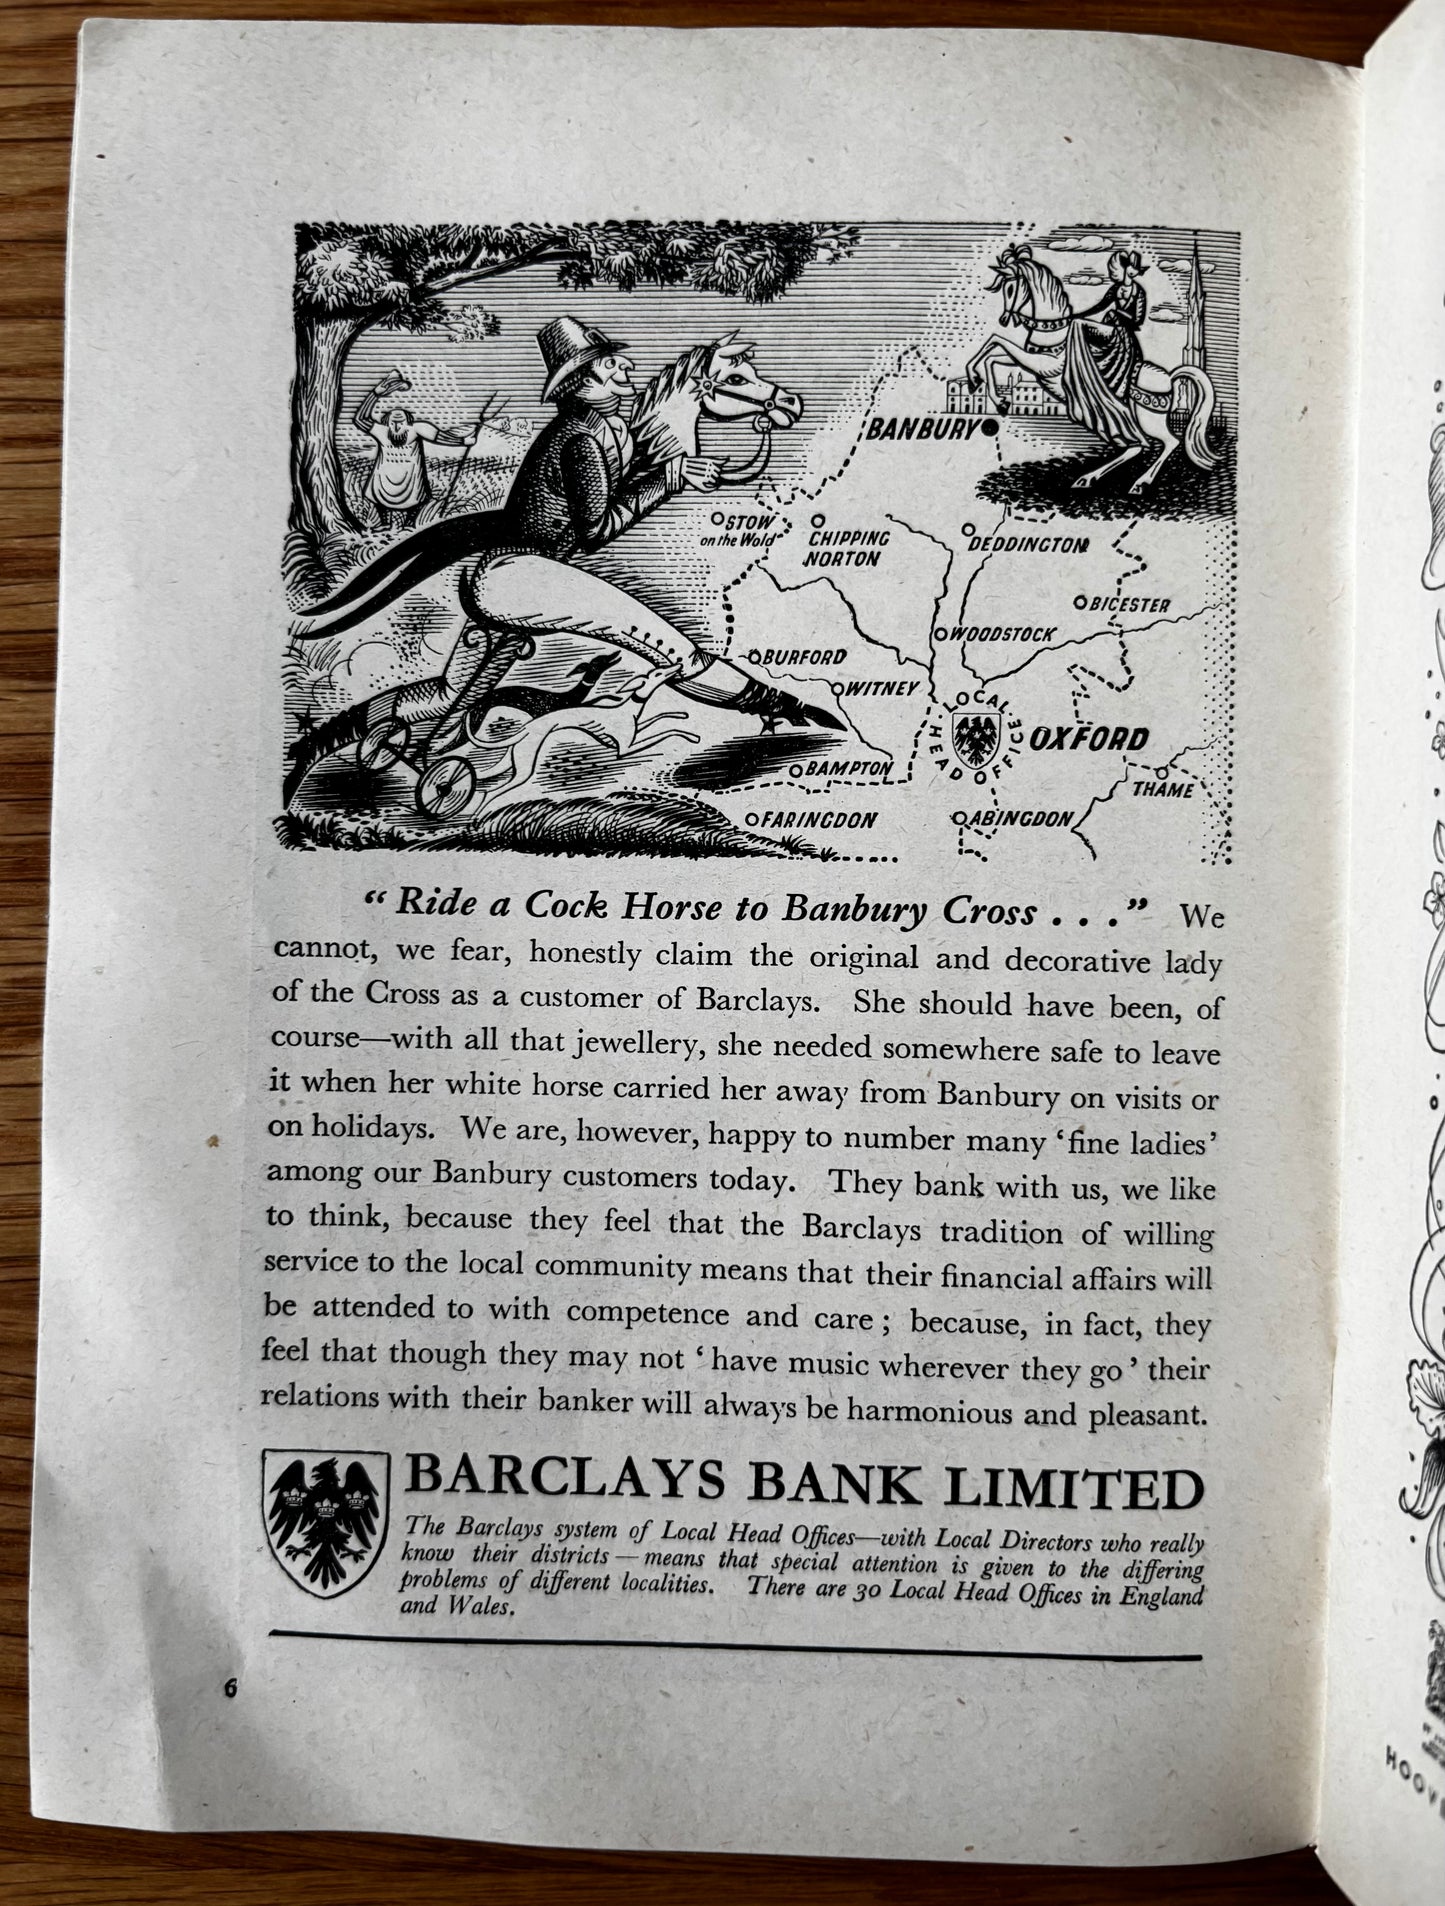 BANBURY
STOW
on the Wold
CHIPPING
NORTON
DEDDINGTON
BICESTER
WOODSTOCK
BURFORD
WITNEY
LOCAL HEAD OFFICE
OXFORD
BAMPTON
THAME
FARINGDON
ABINGDON
“Ride a Cock Horse to Banbury Cross . . .” We
cannot, we fear, honestly claim the original and decorative lady
of the Cross as a customer of Barclays. She should have been, of
course—with all that jewellery, she needed somewhere safe to leave
it when her white horse carried her away from Banbury on visits or
on holidays. We are, however, happy to number many ‘fine ladies’
among our Banbury customers today. They bank with us, we like
to think, because they feel that the Barclays tradition of willing
service to the local community means that their financial affairs will
be attended to with competence and care; because, in fact, they
feel that though they may not ‘have music wherever they go’ their
relations with their banker will always be harmonious and pleasant.
BARCLAYS BANK LIMITED
The Barclays system of Local Head Offices—with Local Directors who really
know their districts—means that special attention is given to the differing
problems of different localities. There are 30 Local Head Offices in England
and Wales.
6